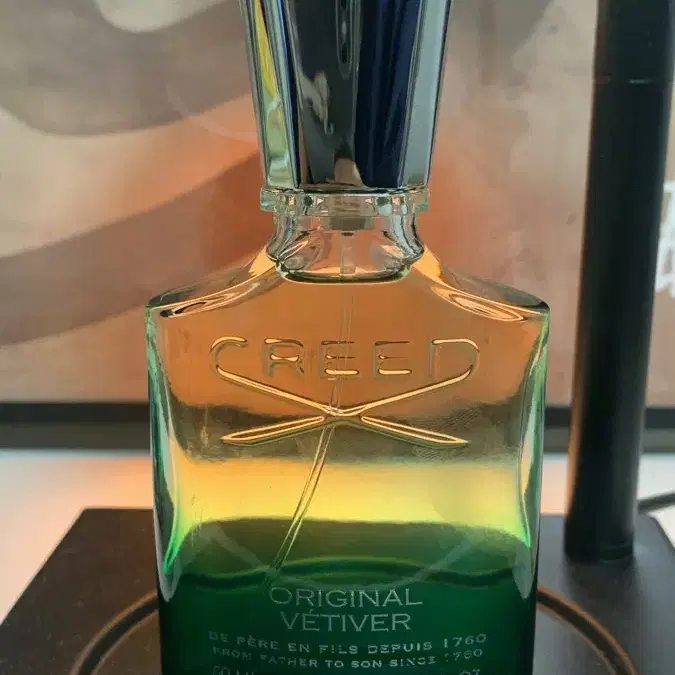 CREED
ORIGINAL
VÉTIVER
DE PÈRE EN FILS DEPUIS 1760
FROM FATHER TO SON SINCE 1760